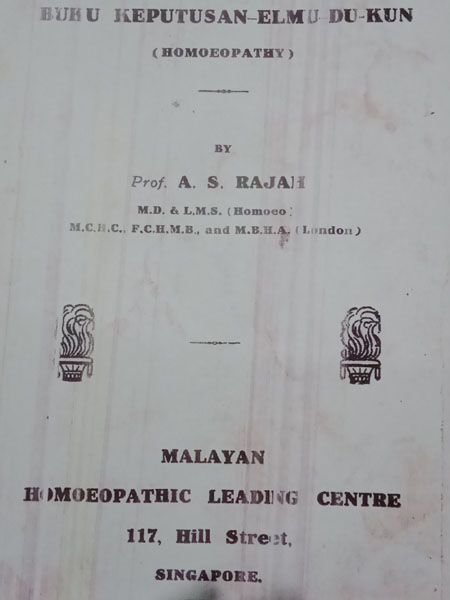 BUKU KEPUTUSAN-ELMU-DU-KUN
(HOMOEOPATHY)
BY
Prof. A. S. RAJAH
M.D. & L.M.S. (Homoeo)
M.C.H.C., F.C.H.M.B., and M.B.H.A. (London)
MALAYAN
HOMOEOPATHIC LEADING CENTRE
117, Hill Street,
SINGAPORE.